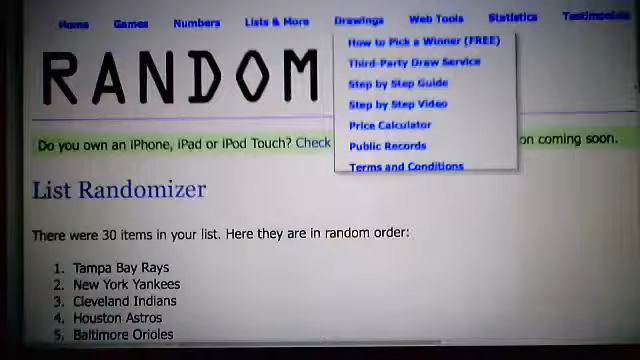 Home Games Numbers Lists & More Drawings Web Tools Statistics Testimonials
How to Pick a Winner (FREE)
Third-Party Draw Service
Step by Step Guide
Step by Step Video
Price Calculator
Public Records
Terms and Conditions
RANDOM
Do you own an iPhone, iPad or iPod Touch? Check on coming soon.
List Randomizer
There were 30 items in your list. Here they are in random order:
1. Tampa Bay Rays
2. New York Yankees
3. Cleveland Indians
4. Houston Astros
5. Baltimore Orioles